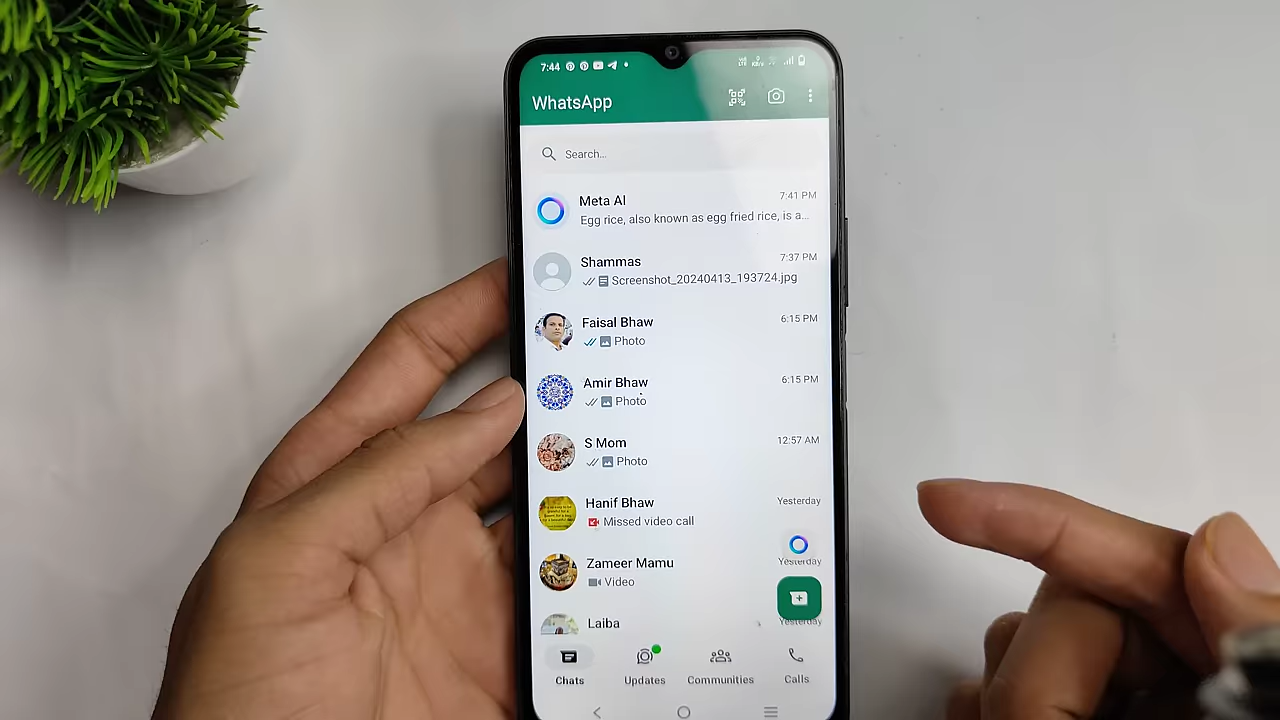 7:44
WhatsApp
Search...
Meta AI 7:41 PM
Egg rice, also known as egg fried rice, is a...
Shammas 7:37 PM
Screenshot_20240413_193724.jpg
Faisal Bhaw 6:15 PM
Photo
Amir Bhaw 6:15 PM
Photo
S Mom 12:57 AM
Photo
Hanif Bhaw Yesterday
Missed video call
Zameer Mamu Yesterday
Video
Laiba Yesterday
Chats Updates Communities Calls